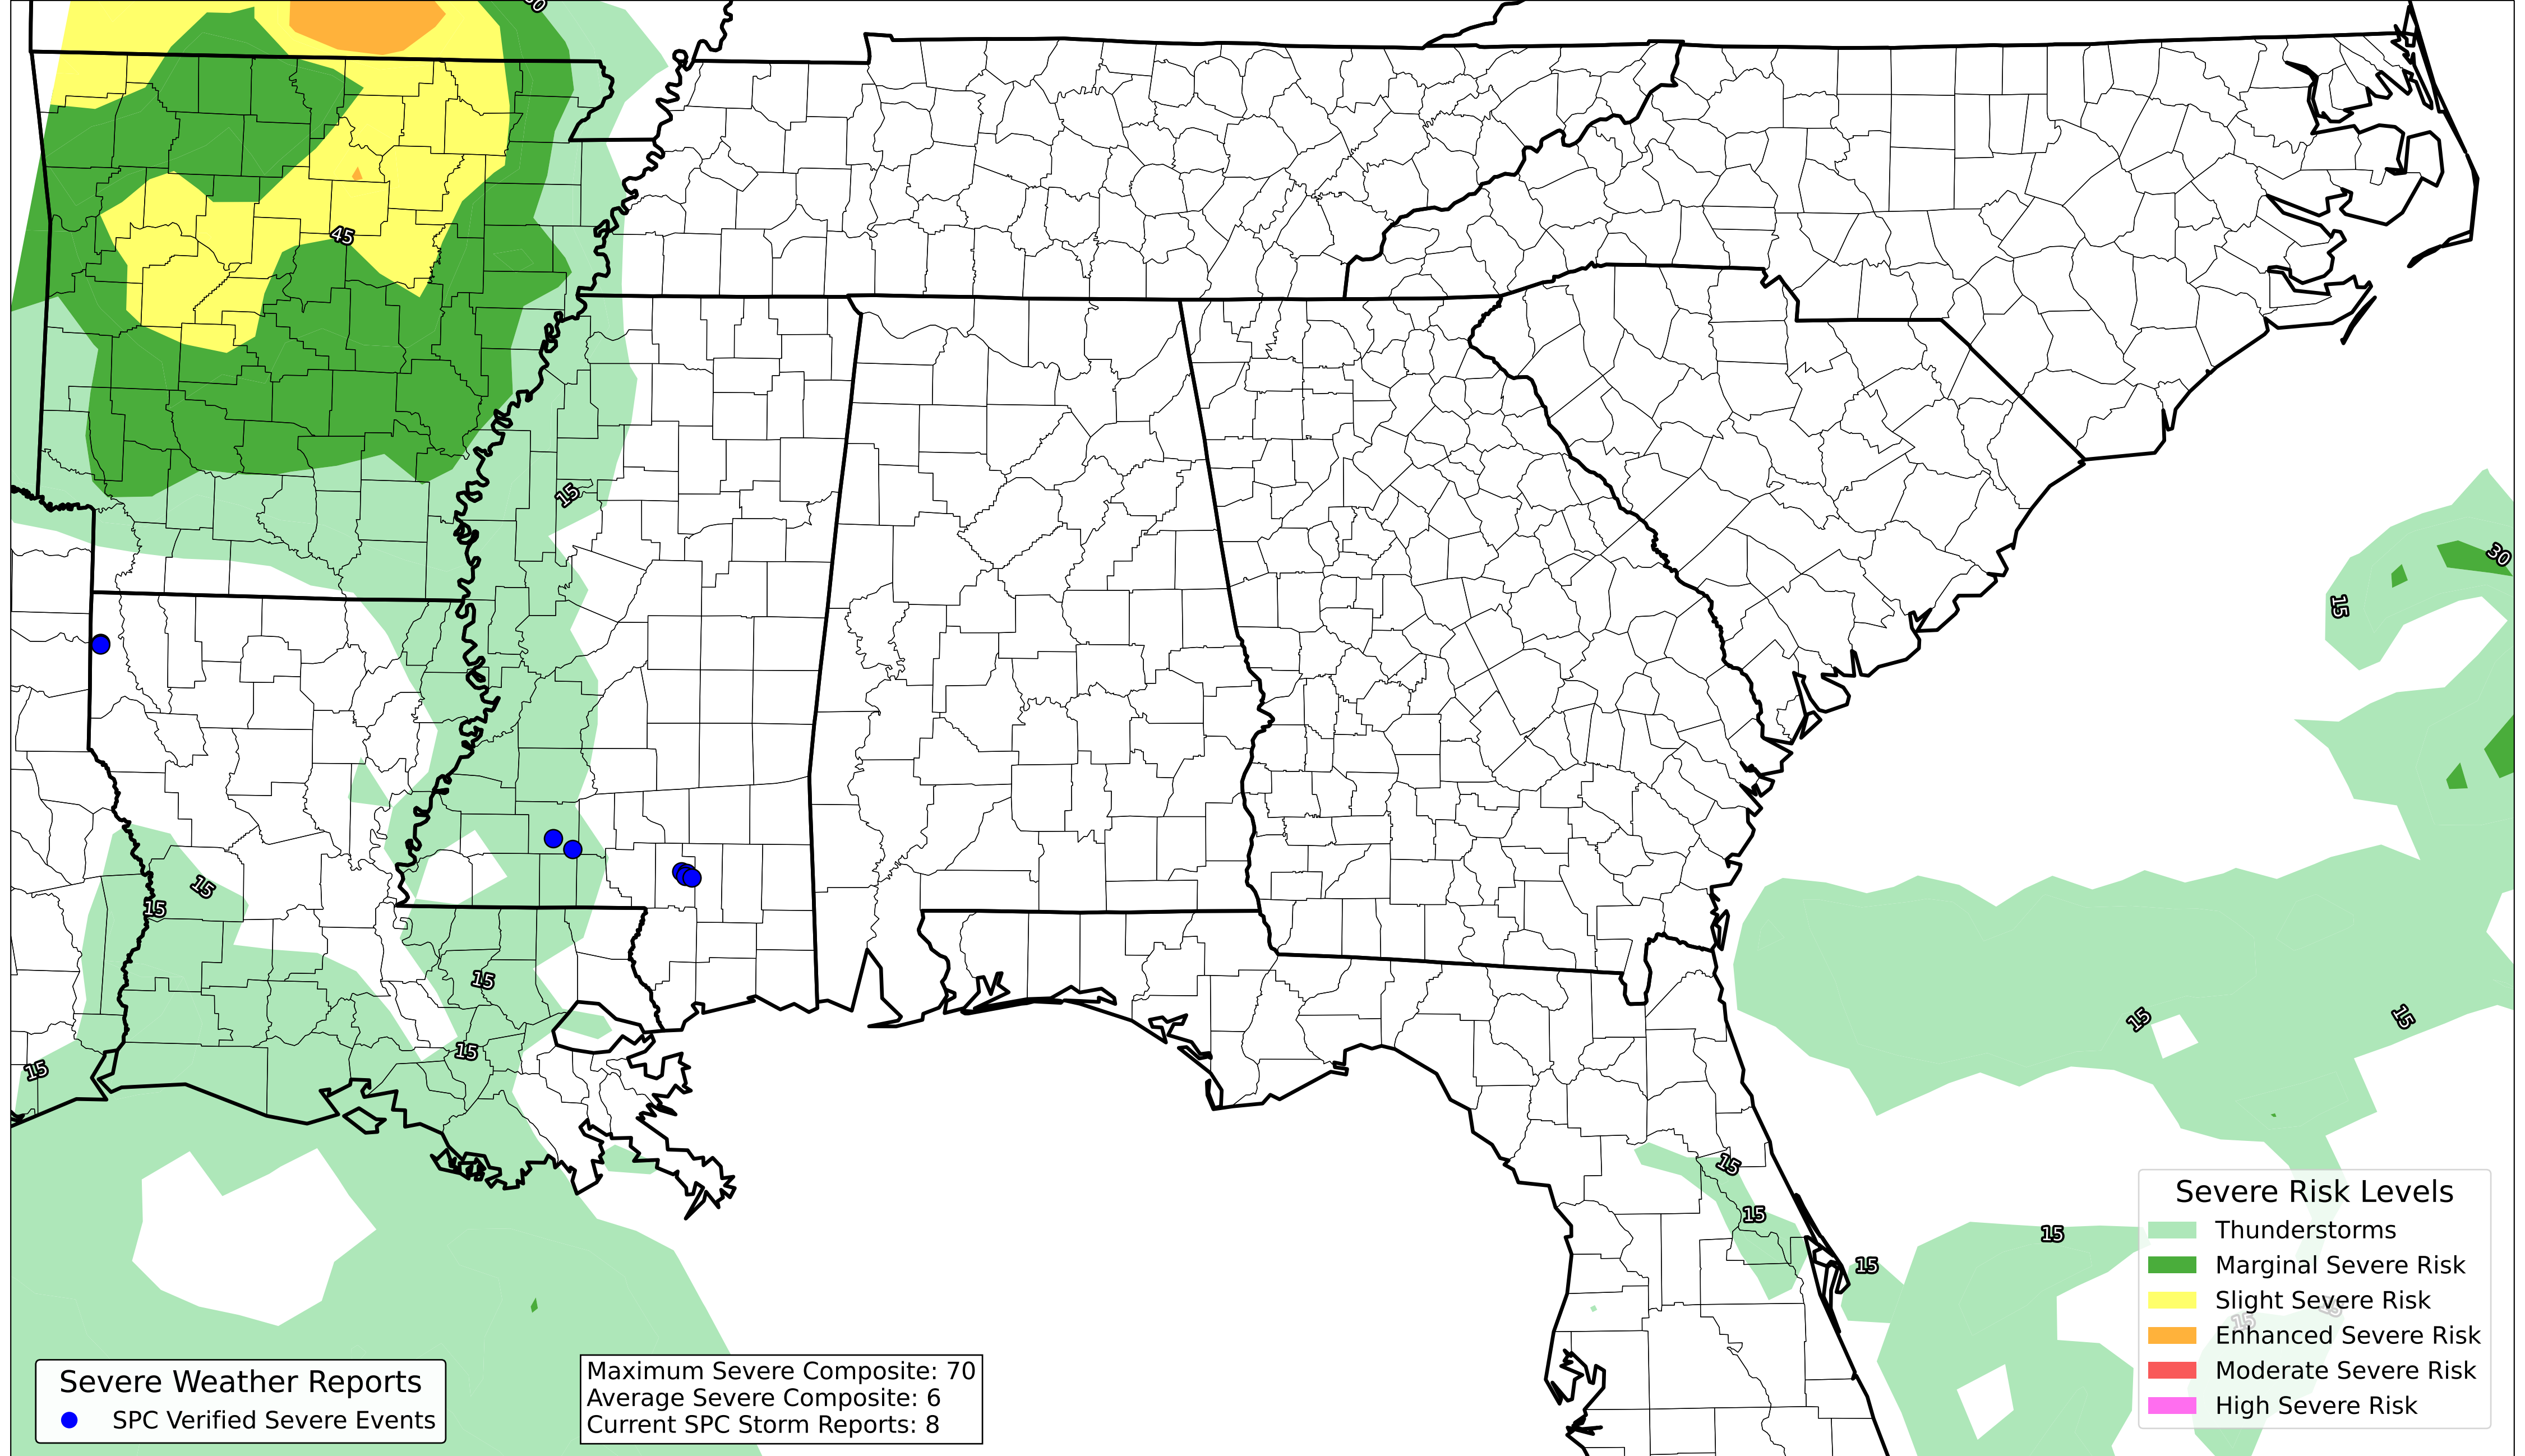 45
15
30
15
15
15
15
15
15
15
15
15
15
15
15
Severe Weather Reports
SPC Verified Severe Events
Maximum Severe Composite: 70
Average Severe Composite: 6
Current SPC Storm Reports: 8
Severe Risk Levels
Thunderstorms
Marginal Severe Risk
Slight Severe Risk
Enhanced Severe Risk
Moderate Severe Risk
High Severe Risk
15